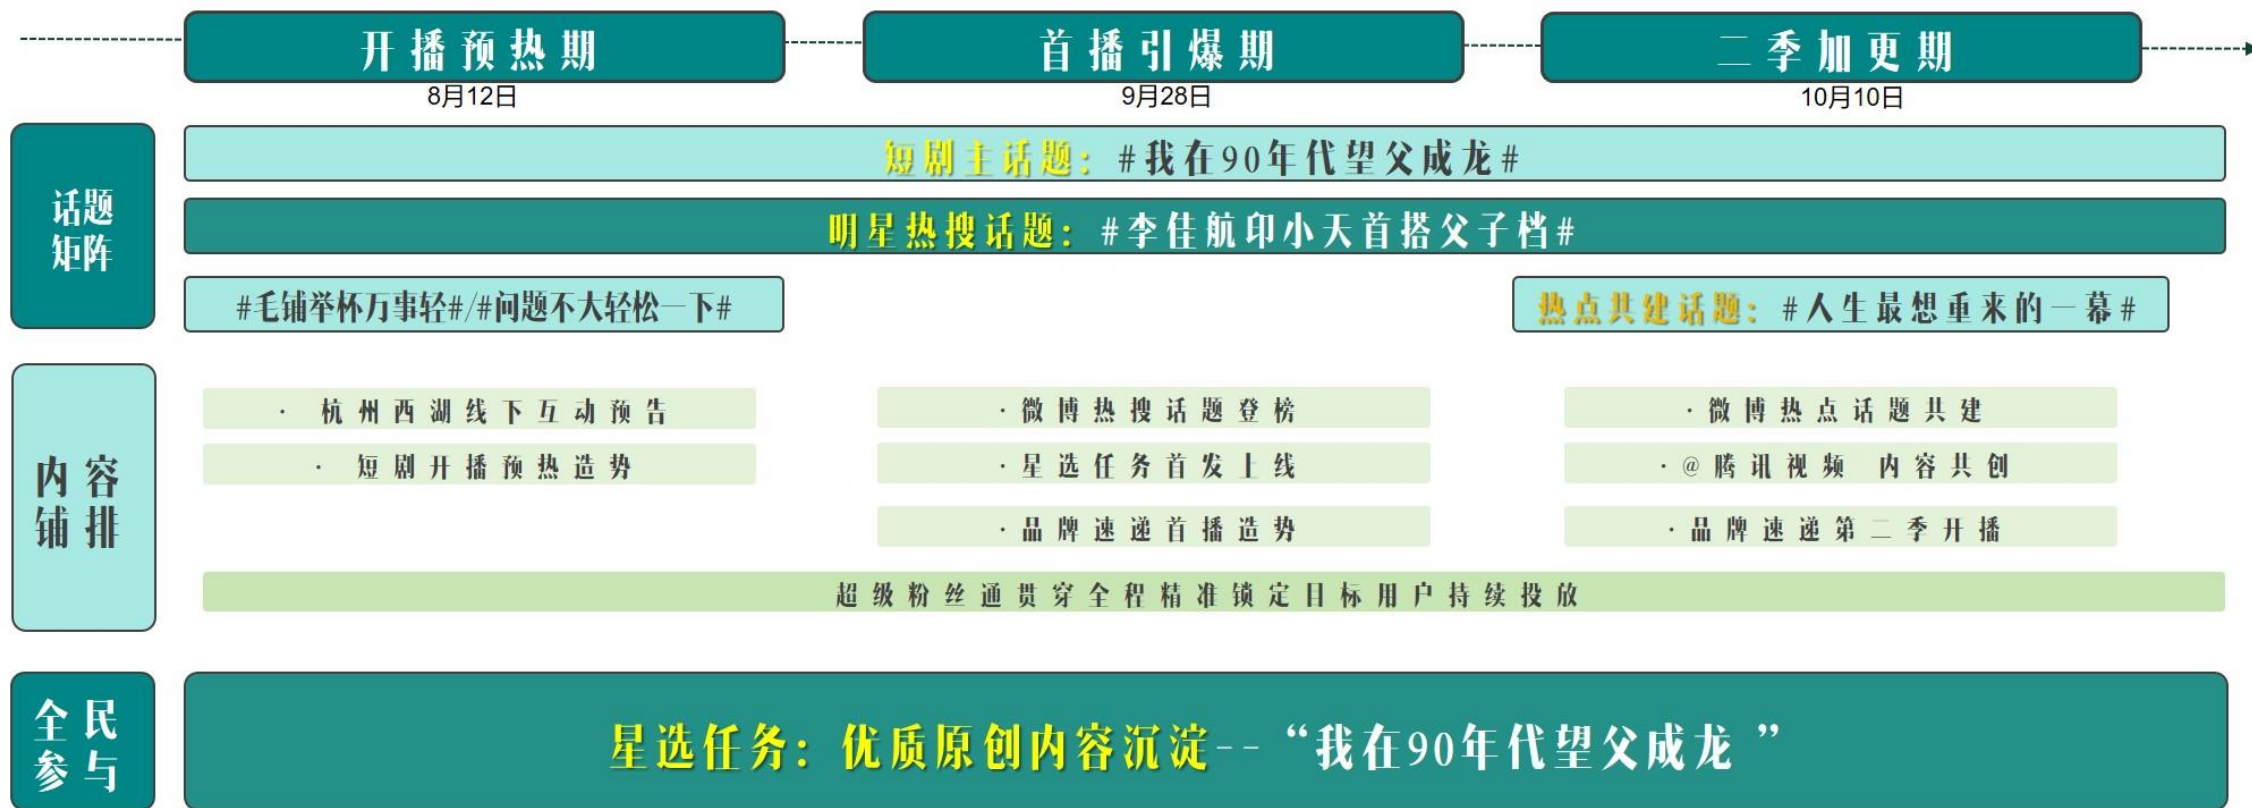 开播预热期
首播引爆期
二季加更期
8月12日
9月28日
10月10日
话题
矩阵
短剧主话题：#我在90年代望父成龙#
明星热搜话题：#李佳航印小天首搭父子档#
#毛铺举杯万事轻#/#问题不大轻松一下#
热点共建话题：#人生最想重来的一幕#
内容
铺排
· 杭州西湖线下互动预告
· 短剧开播预热造势
·微博热搜话题登榜
·星选任务首发上线
·品牌速递首播造势
·微博热点话题共建
·@腾讯视频 内容共创
·品牌速递第二季开播
超级粉丝通贯穿全程精准锁定目标用户持续投放
全民
参与
星选任务：优质原创内容沉淀--“我在90年代望父成龙 ”